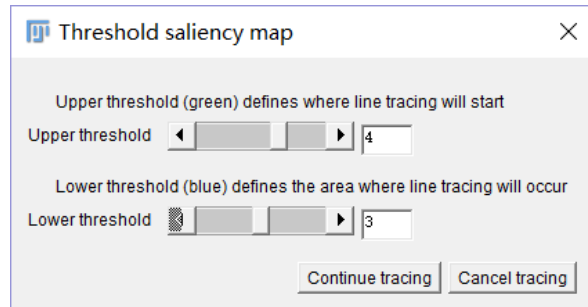 Threshold saliency map
Upper threshold (green) defines where line tracing will start
Upper threshold 4
Lower threshold (blue) defines the area where line tracing will occur
Lower threshold 3
Continue tracing Cancel tracing